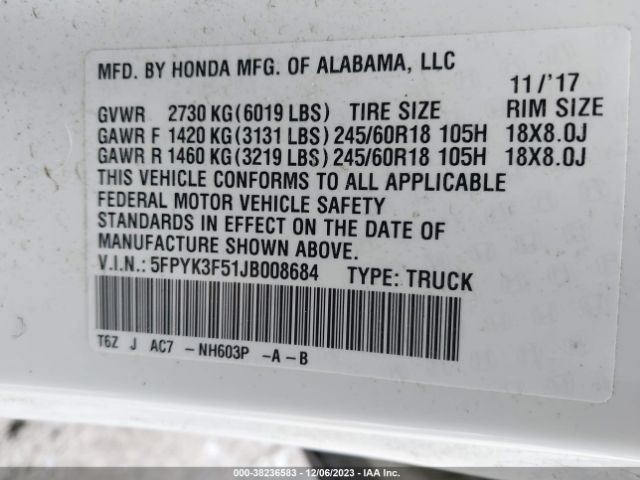 MFD. BY HONDA MFG. OF ALABAMA, LLC
11/'17
GVWR 2730 KG(6019 LBS) TIRE SIZE RIM SIZE
GAWR F 1420 KG(3131 LBS) 245/60R18 105H 18X8.0J
GAWR R 1460 KG(3219 LBS) 245/60R18 105H 18X8.0J
THIS VEHICLE CONFORMS TO ALL APPLICABLE
FEDERAL MOTOR VEHICLE SAFETY
STANDARDS IN EFFECT ON THE DATE OF
MANUFACTURE SHOWN ABOVE.
V.I.N.: 5FPYK3F51JB008684 TYPE: TRUCK
T6Z J AC7 -NH603P -A-B
000-38236583 - 12/06/2023 - IAA Inc.